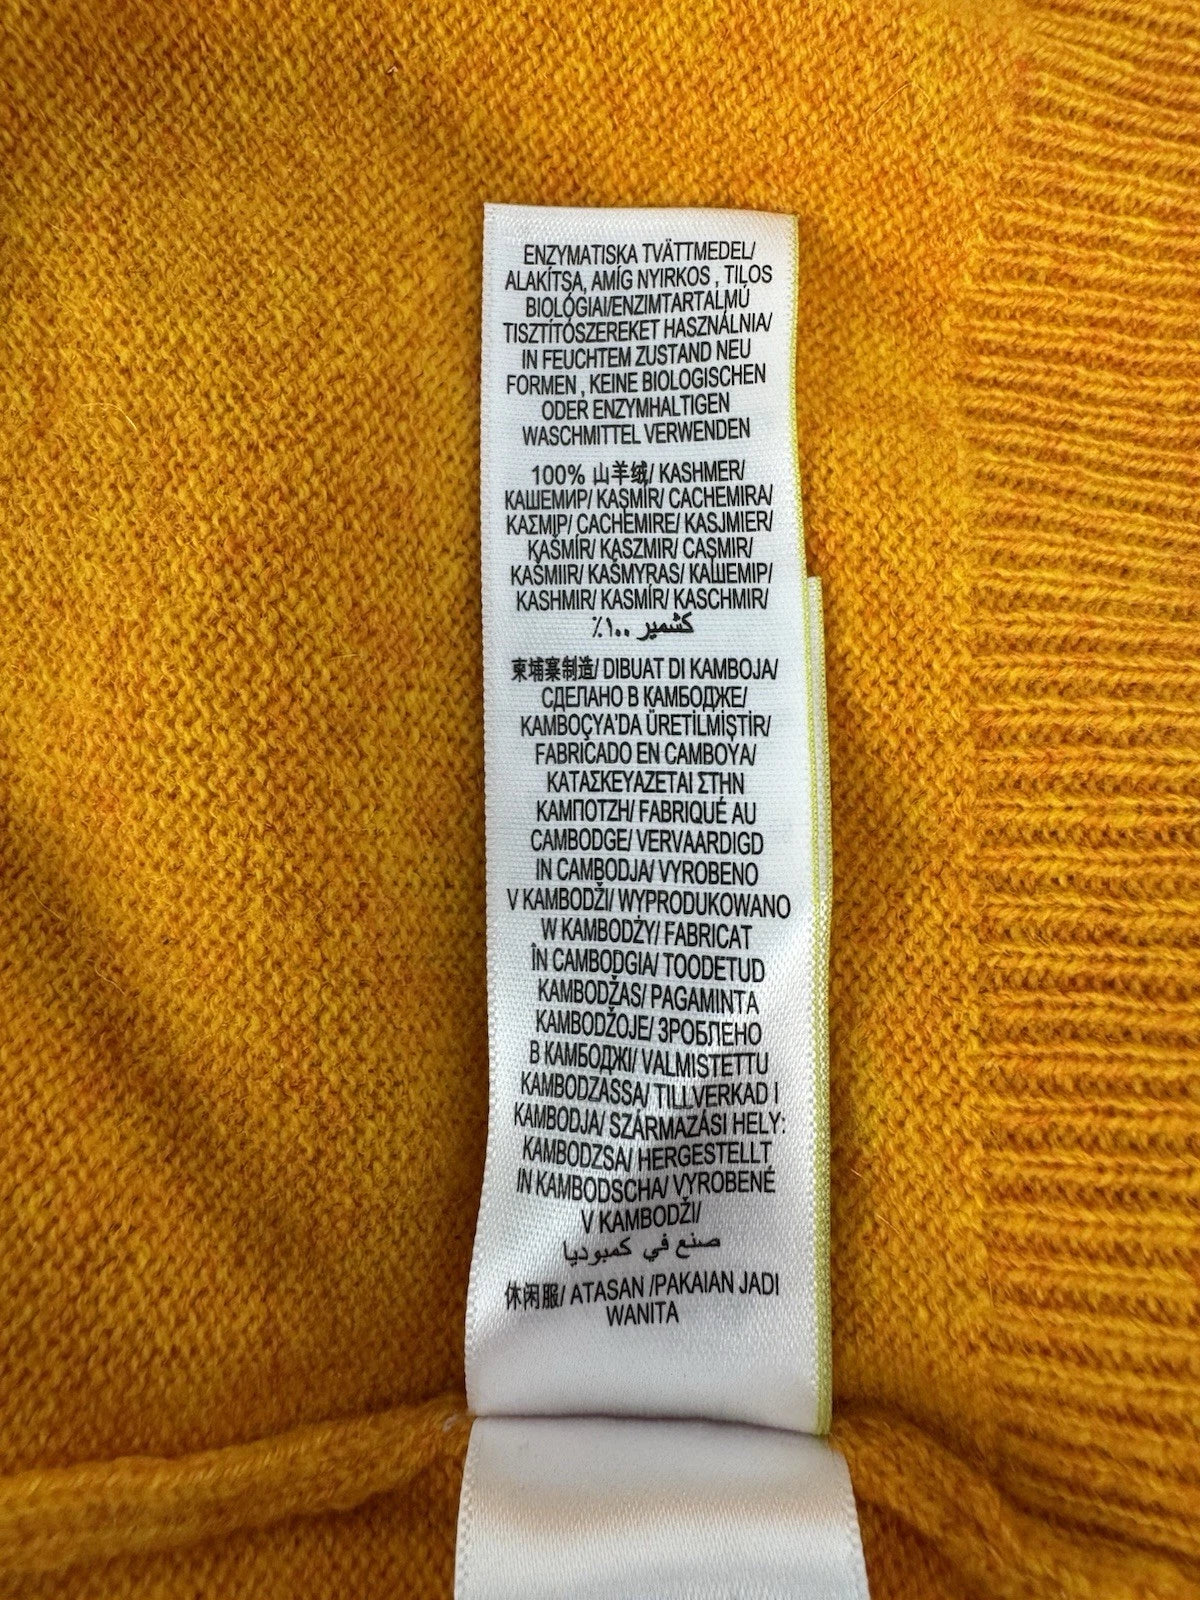 ENZYMATISKA TVÄTTMEDEL/
ALAKÍTSA, AMÍG NYIRKOS , TILOS
BIOLÓGIAI/ENZIMTARTALMÚ
TISZTÍTÓSZEREKET HASZNÁLNIA/
IN FEUCHTEM ZUSTAND NEU
FORMEN , KEINE BIOLOGISCHEN
ODER ENZYMHALTIGEN
WASCHMITTEL VERWENDEN
100% 山羊绒/ KASHMER/
КАШЕМИР/ KAŞMİR/ CACHEMIRA/
ΚΑΣΜΙΡ/ CACHEMIRE/ KASJMIER/
KAŠMÍR/ KASZMIR/ CAȘMIR/
KAŠMIIR/ KAŠMYRAS/ КАШЕМІР/
KASHMIR/ KASMÍR/ KASCHMIR/
كشمير ١٠٠٪
柬埔寨制造/ DIBUAT DI KAMBOJA/
СДЕЛАНО В КАМБОДЖЕ/
KAMBOÇYA'DA ÜRETİLMİŞTİR/
FABRICADO EN CAMBOYA/
ΚΑΤΑΣΚΕΥΑΖΕΤΑΙ ΣΤΗΝ
ΚΑΜΠΟΤΖΗ/ FABRIQUÉ AU
CAMBODGE/ VERVAARDIGD
IN CAMBODJA/ VYROBENO
V KAMBODŽI/ WYPRODUKOWANO
W KAMBODŻY/ FABRICAT
ÎN CAMBODGIA/ TOODETUD
KAMBODŽAS/ PAGAMINTA
KAMBODŽOJE/ ЗРОБЛЕНО
В КАМБОДЖІ/ VALMISTETTU
KAMBODZASSA/ TILLVERKAD I
KAMBODJA/ SZÁRMAZÁSI HELY:
KAMBODZSA/ HERGESTELLT
IN KAMBODSCHA/ VYROBENÉ
V KAMBODŽI/
صنع في كمبوديا
休闲服/ ATASAN /PAKAIAN JADI
WANITA